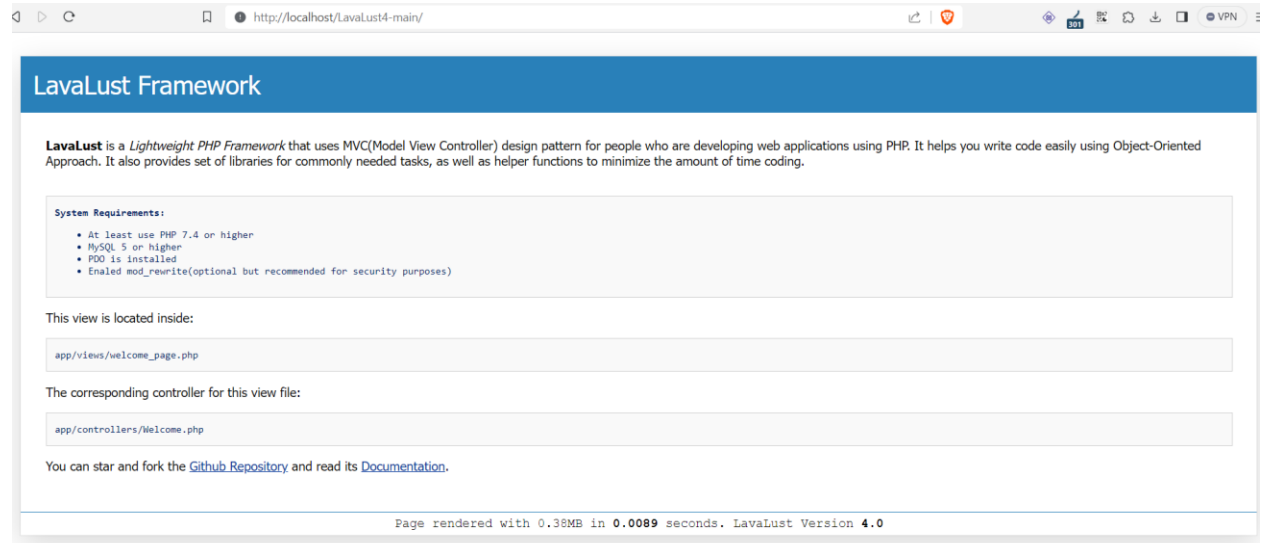 http://localhost/LavaLust4-main/
301
VPN
LavaLust Framework
LavaLust is a Lightweight PHP Framework that uses MVC(Model View Controller) design pattern for people who are developing web applications using PHP. It helps you write code easily using Object-Oriented
Approach. It also provides set of libraries for commonly needed tasks, as well as helper functions to minimize the amount of time coding.
System Requirements:
• At least use PHP 7.4 or higher
• MySQL 5 or higher
• PDO is installed
• Enaled mod_rewrite(optional but recommended for security purposes)
This view is located inside:
app/views/welcome_page.php
The corresponding controller for this view file:
app/controllers/Welcome.php
You can star and fork the Github Repository and read its Documentation.
Page rendered with 0.38MB in 0.0089 seconds. LavaLust Version 4.0